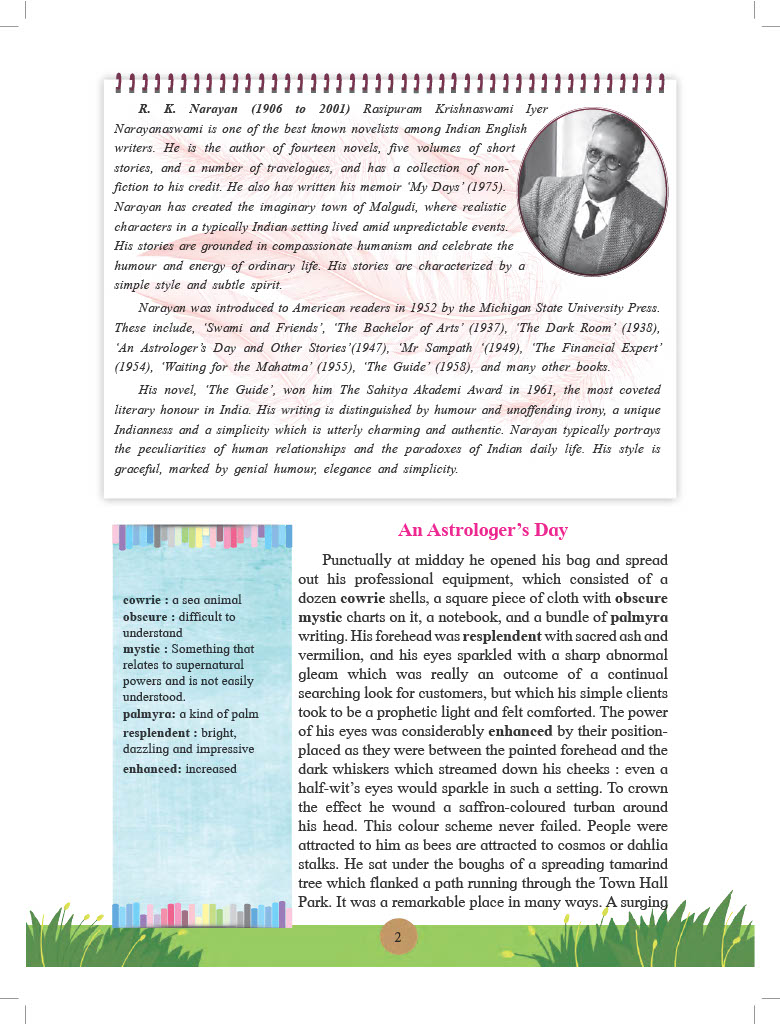 R. K. Narayan (1906 to 2001) Rasipuram Krishnaswami Iyer
Narayanaswami is one of the best known novelists among Indian English
writers. He is the author of fourteen novels, five volumes of short
stories, and a number of travelogues, and has a collection of non-
fiction to his credit. He also has written his memoir ‘My Days’ (1975).
Narayan has created the imaginary town of Malgudi, where realistic
characters in a typically Indian setting lived amid unpredictable events.
His stories are grounded in compassionate humanism and celebrate the
humour and energy of ordinary life. His stories are characterized by a
simple style and subtle spirit.
Narayan was introduced to American readers in 1952 by the Michigan State University Press.
These include, ‘Swami and Friends’, ‘The Bachelor of Arts’ (1937), ‘The Dark Room’ (1938),
‘An Astrologer’s Day and Other Stories’(1947), ‘Mr Sampath ‘(1949), ‘The Financial Expert’
(1954), ‘Waiting for the Mahatma’ (1955), ‘The Guide’ (1958), and many other books.
His novel, ‘The Guide’, won him The Sahitya Akademi Award in 1961, the most coveted
literary honour in India. His writing is distinguished by humour and unoffending irony, a unique
Indianness and a simplicity which is utterly charming and authentic. Narayan typically portrays
the peculiarities of human relationships and the paradoxes of Indian daily life. His style is
graceful, marked by genial humour, elegance and simplicity.
cowrie : a sea animal
obscure : difficult to
understand
mystic : Something that
relates to supernatural
powers and is not easily
understood.
palmyra: a kind of palm
resplendent : bright,
dazzling and impressive
enhanced: increased
An Astrologer’s Day
Punctually at midday he opened his bag and spread
out his professional equipment, which consisted of a
dozen cowrie shells, a square piece of cloth with obscure
mystic charts on it, a notebook, and a bundle of palmyra
writing. His forehead was resplendent with sacred ash and
vermilion, and his eyes sparkled with a sharp abnormal
gleam which was really an outcome of a continual
searching look for customers, but which his simple clients
took to be a prophetic light and felt comforted. The power
of his eyes was considerably enhanced by their position-
placed as they were between the painted forehead and the
dark whiskers which streamed down his cheeks : even a
half-wit’s eyes would sparkle in such a setting. To crown
the effect he wound a saffron-coloured turban around
his head. This colour scheme never failed. People were
attracted to him as bees are attracted to cosmos or dahlia
stalks. He sat under the boughs of a spreading tamarind
tree which flanked a path running through the Town Hall
Park. It was a remarkable place in many ways. A surging
2